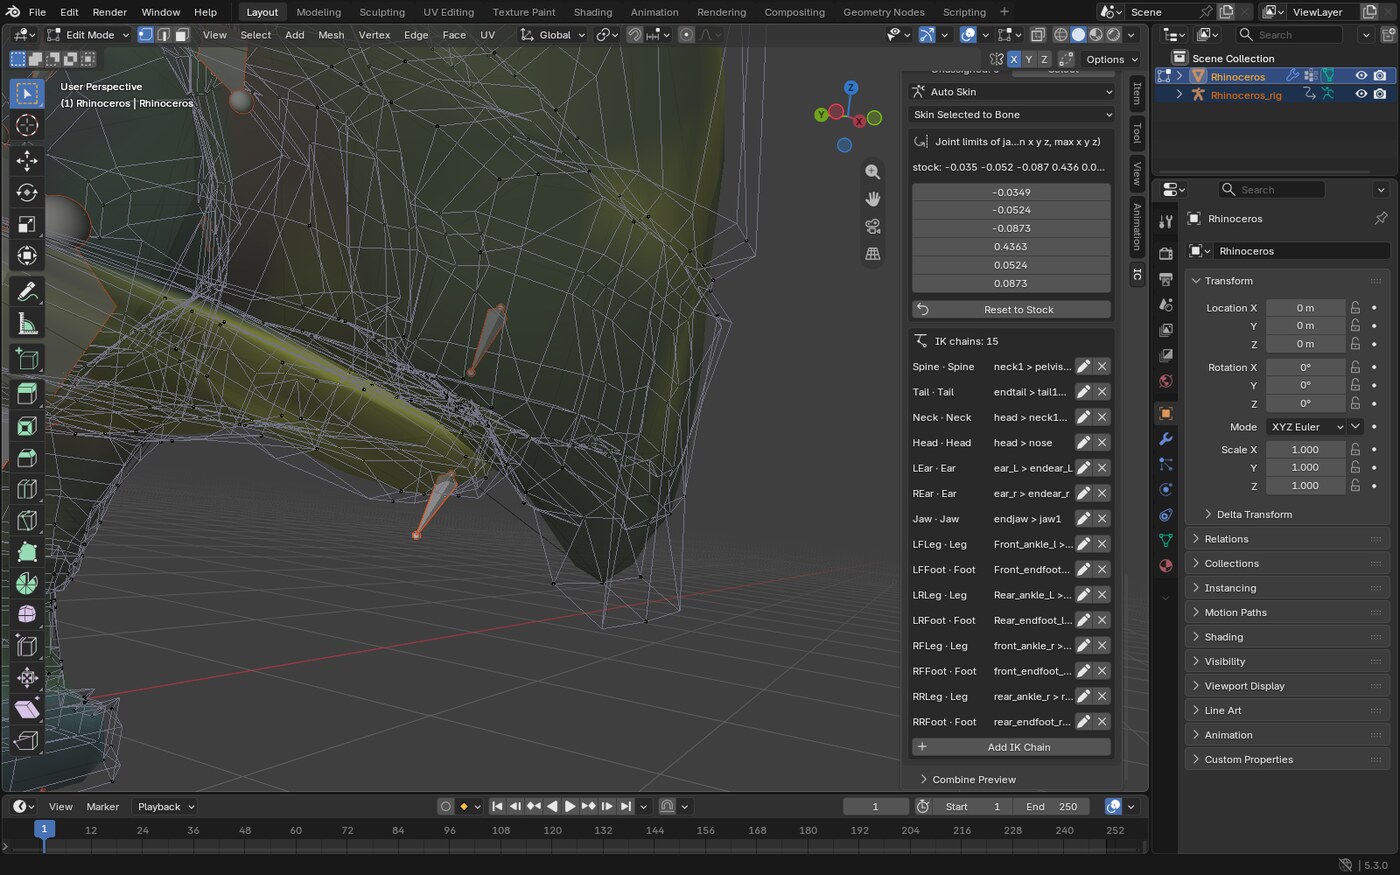 File Edit Render Window Help Layout Modeling Sculpting UV Editing Texture Paint Shading Animation Rendering Compositing Geometry Nodes Scripting + Scene ViewLayer
Edit Mode View Select Add Mesh Vertex Edge Face UV Global
X Y Z Options
User Perspective
(1) Rhinoceros | Rhinoceros
Z
Y
X
Auto Skin
Skin Selected to Bone
Joint limits of ja...n x y z, max x y z)
stock: -0.035 -0.052 -0.087 0.436 0.0...
-0.0349
-0.0524
-0.0873
0.4363
0.0524
0.0873
Reset to Stock
IK chains: 15
Spine · Spine neck1 > pelvis...
Tail · Tail endtail > tail1...
Neck · Neck head > neck1...
Head · Head head > nose
LEar · Ear ear_L > endear_L
REar · Ear ear_r > endear_r
Jaw · Jaw endjaw > jaw1
LFLeg · Leg Front_ankle_l >...
LFFoot · Foot Front_endfoot...
LRLeg · Leg Rear_ankle_L >...
LRFoot · Foot Rear_endfoot_l...
RFLeg · Leg front_ankle_r >...
RFFoot · Foot front_endfoot_...
RRLeg · Leg rear_ankle_r > r...
RRFoot · Foot rear_endfoot_r...
Add IK Chain
Combine Preview
Item
Tool
View
Animation
IC
Search
Scene Collection
Rhinoceros
Rhinoceros_rig
Search
Rhinoceros
Rhinoceros
Transform
Location X 0 m
Y 0 m
Z 0 m
Rotation X 0°
Y 0°
Z 0°
Mode XYZ Euler
Scale X 1.000
Y 1.000
Z 1.000
Delta Transform
Relations
Collections
Instancing
Motion Paths
Shading
Visibility
Viewport Display
Line Art
Animation
Custom Properties
View Marker Playback 1 Start 1 End 250
1 12 24 36 48 60 72 84 96 108 120 132 144 156 168 180 192 204 216 228 240 252
5.3.0